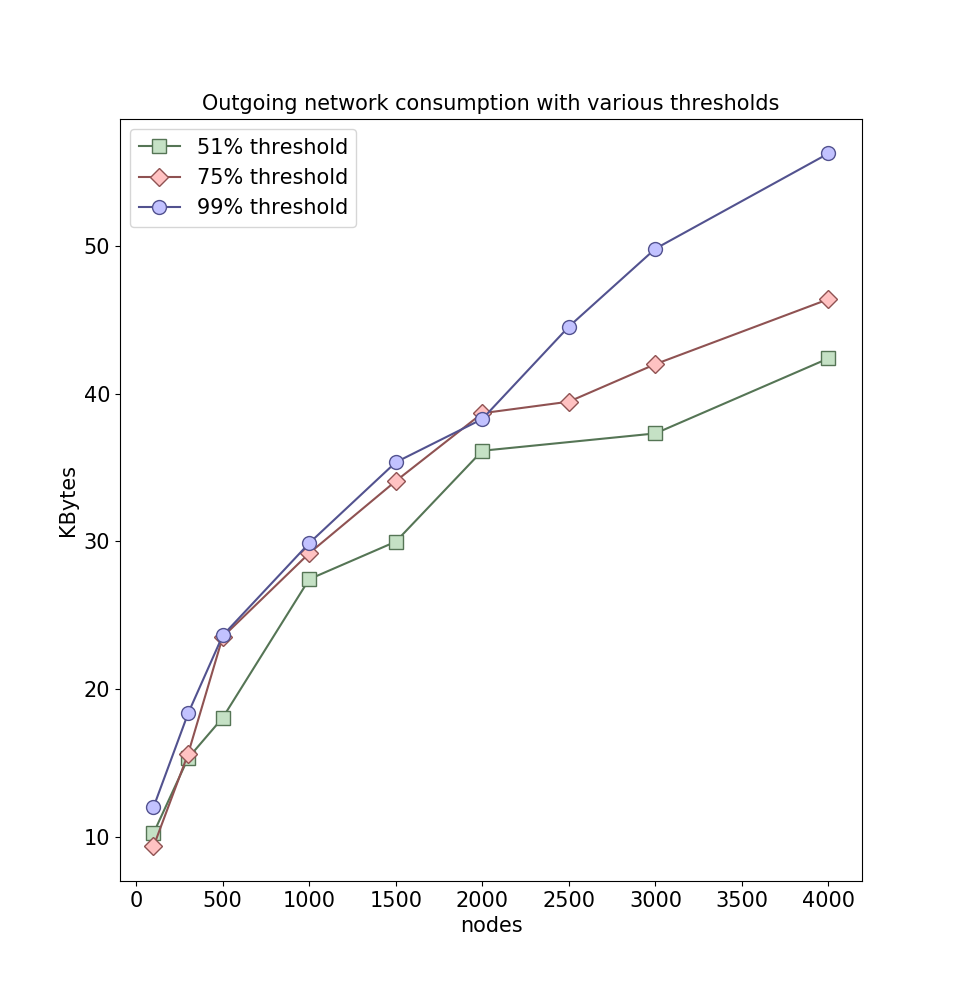 Outgoing network consumption with various thresholds
51% threshold
75% threshold
99% threshold
KBytes
50
40
30
20
10
0 500 1000 1500 2000 2500 3000 3500 4000
nodes